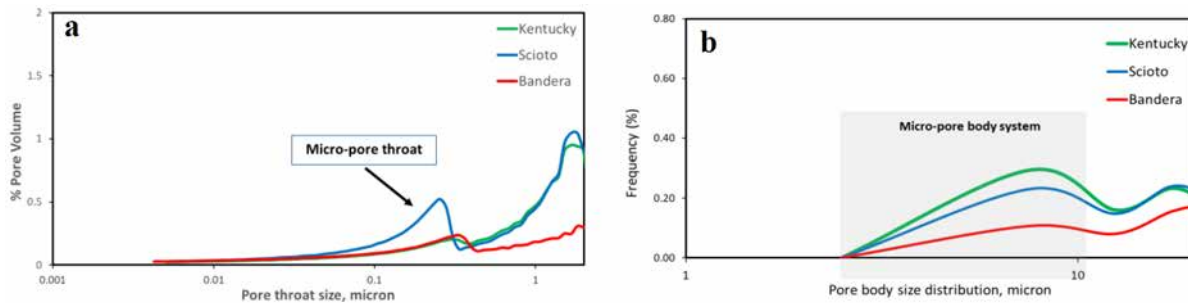 a
% Pore Volume
2
1.5
1
0.5
0
0.001
0.01
0.1
1
Pore throat size, micron
Kentucky
Scioto
Bandera
Micro-pore throat
b
Frequency (%)
0.80
0.60
0.40
0.20
0.00
1
10
Pore body size distribution, micron
Micro-pore body system
Kentucky
Scioto
Bandera